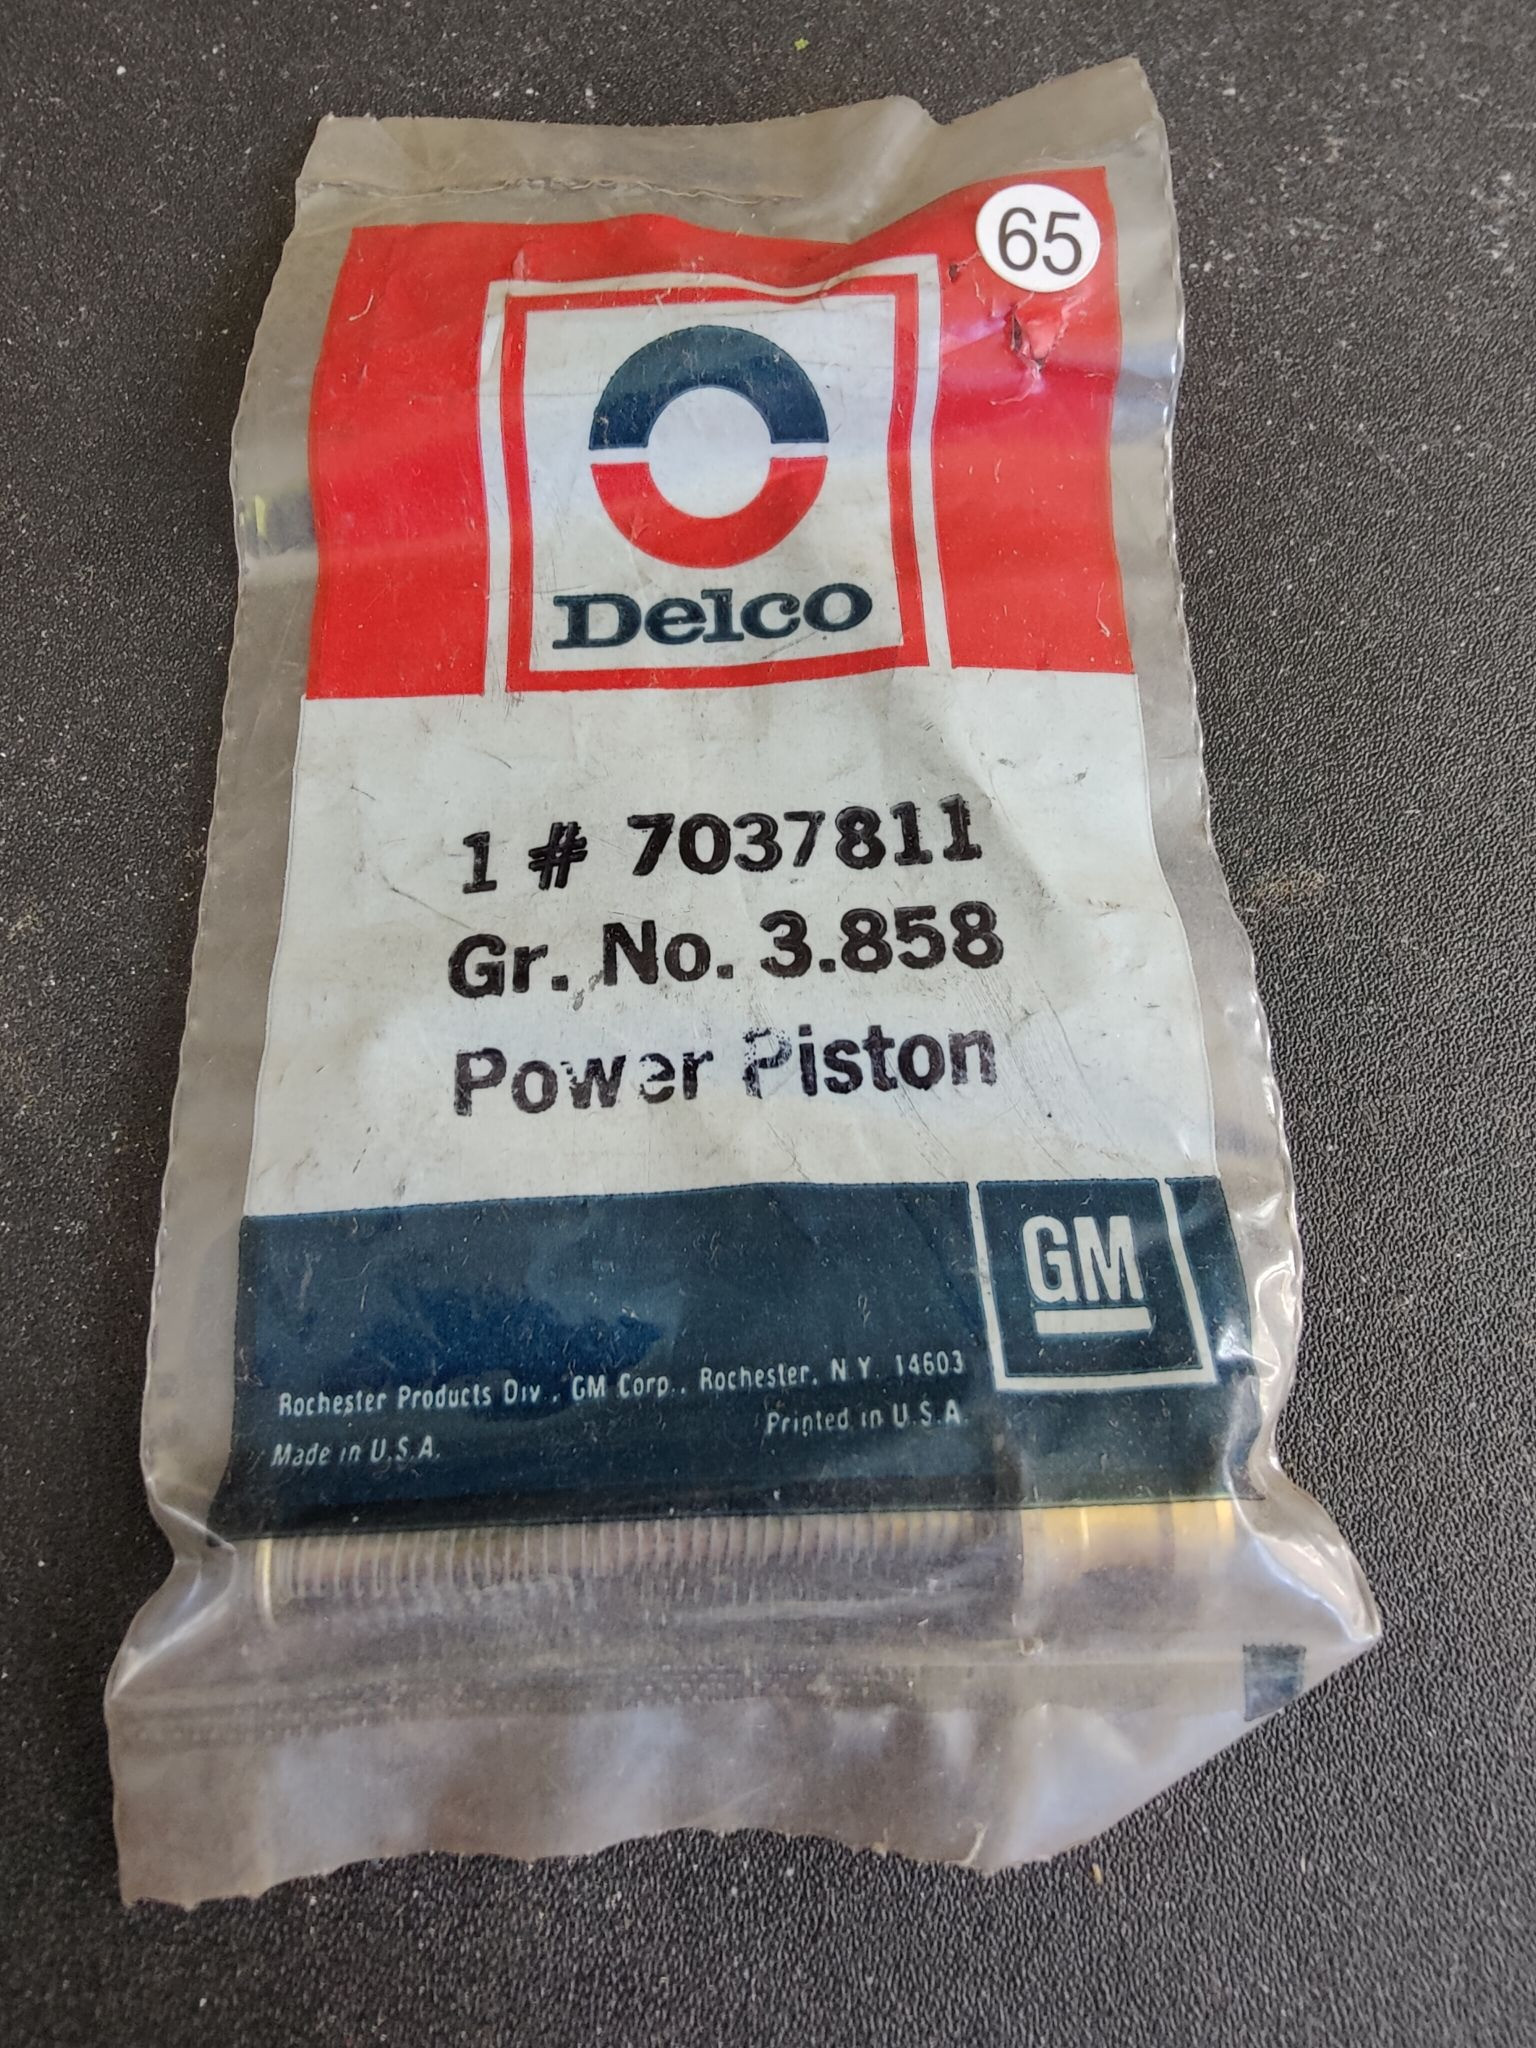 65
Delco
1 # 7037811
Gr. No. 3.858
Power Piston
GM
Rochester Products Div., GM Corp., Rochester, N.Y. 14603
Printed in U.S.A.
Made in U.S.A.